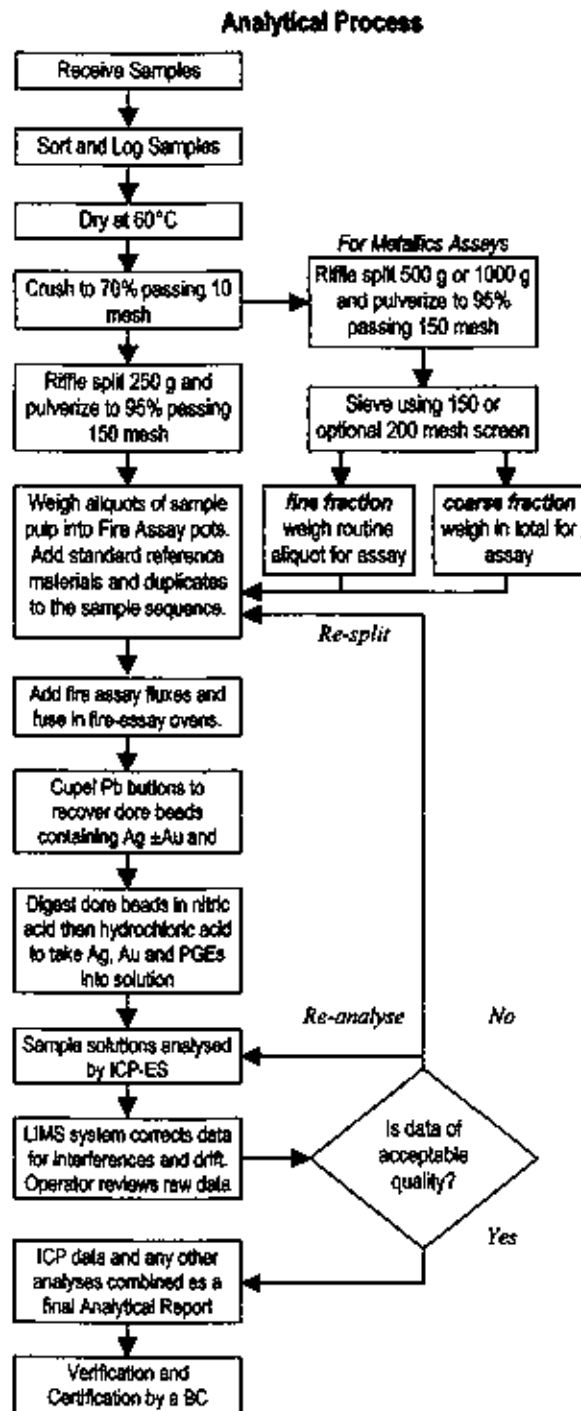 Analytical Process
Receive Samples
Sort and Log Samples
Dry at 60°C
Crush to 70% passing 10
mesh
For Metallics Assays
Riffle split 500 g or 1000 g
and pulverize to 95%
passing 150 mesh
Riffle split 250 g and
pulverize to 95% passing
150 mesh
Sieve using 150 or
optional 200 mesh screen
Weigh aliquots of sample
pulp into Fire Assay pots.
Add standard reference
materials and duplicates
to the sample sequence.
fine fraction
weigh routine
aliquot for assay
coarse fraction
weigh in total for
assay
Re-split
Add fire assay fluxes and
fuse in fire-assay ovens.
Cupel Pb buttons to
recover dore beads
containing Ag ±Au and
Digest dore beads in nitric
acid then hydrochloric acid
to take Ag, Au and PGEs
into solution
Re-analyse
No
Sample solutions analysed
by ICP-ES
LIMS system corrects data
for interferences and drift.
Operator reviews raw data
Is data of
acceptable
quality?
Yes
ICP data and any other
analyses combined as a
final Analytical Report
Verification and
Certification by a BC